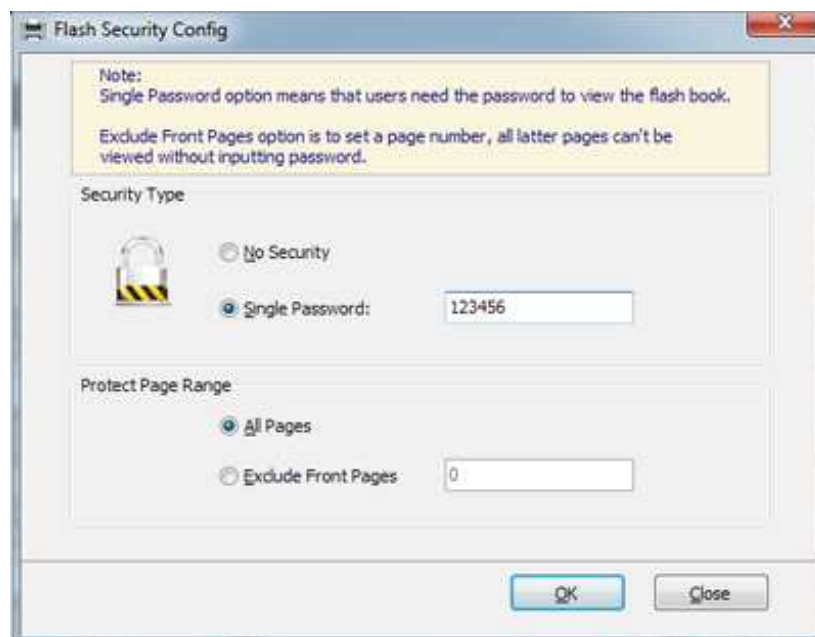 Flash Security Config
Note:
Single Password option means that users need the password to view the flash book.
Exclude Front Pages option is to set a page number, all latter pages can't be
viewed without inputting password.
Security Type
No Security
Single Password: 123456
Protect Page Range
All Pages
Exclude Front Pages 0
OK Close